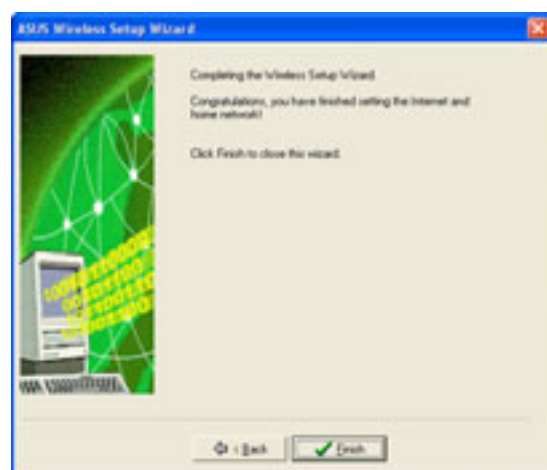 ASUS Wireless Setup Wizard
Completing the Wireless Setup Wizard.
Congratulations, you have finished setting the Internet and
home network!
Click Finish to close this wizard.
< Back
Finish